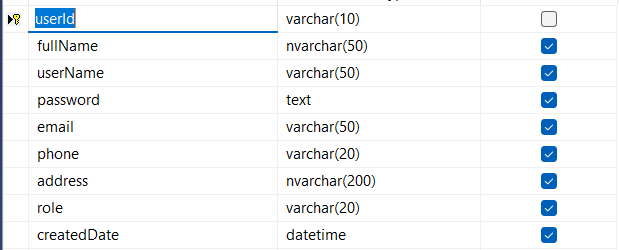 userId varchar(10)
fullName nvarchar(50)
userName varchar(50)
password text
email varchar(50)
phone varchar(20)
address nvarchar(200)
role varchar(20)
createdDate datetime